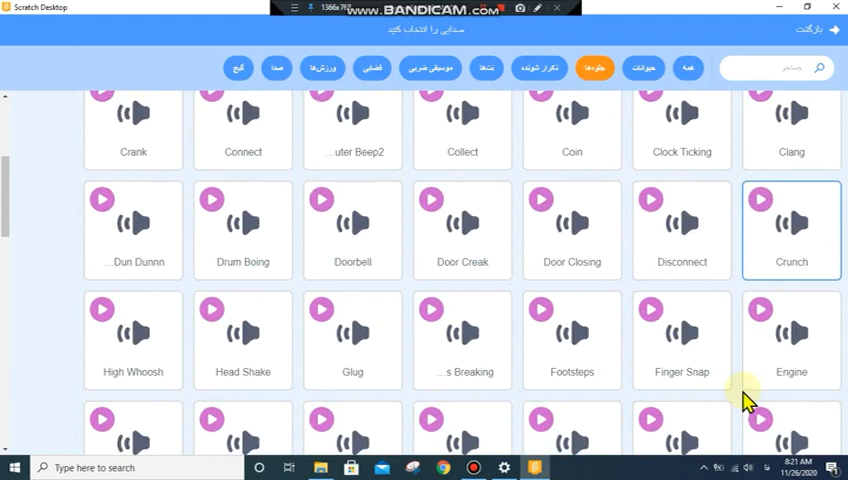 Scratch Desktop
1366x768
www.BANDICAM.com
بازگشت
صدایی را انتخاب کنید
جستجو
همه
حیوانات
جلوه‌ها
تکرار شونده
نت‌ها
موسیقی ضربی
فضایی
ورزش‌ها
صدا
گیج
Crank
Connect
...uter Beep2
Collect
Coin
Clock Ticking
Clang
...Dun Dunnn
Drum Boing
Doorbell
Door Creak
Door Closing
Disconnect
Crunch
High Whoosh
Head Shake
Glug
...s Breaking
Footsteps
Finger Snap
Engine
Type here to search
فا
8:21 AM
11/26/2020